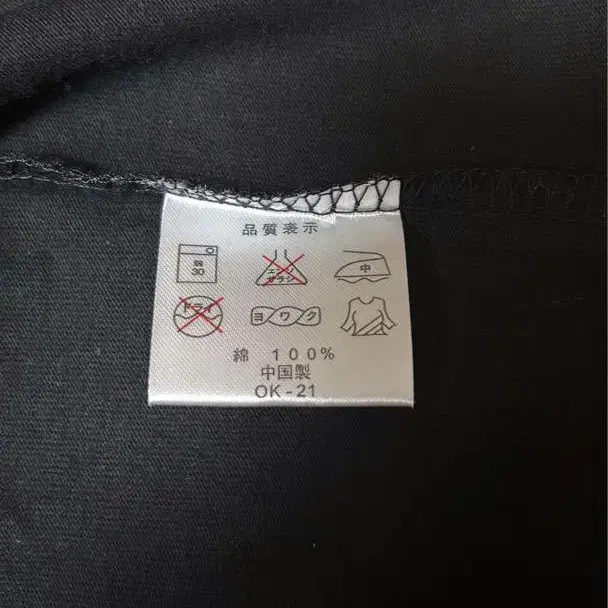 品質表示
弱
30
エンソ
サラシ
中
ドライ
ヨワク
綿 100%
中国製
OK-21